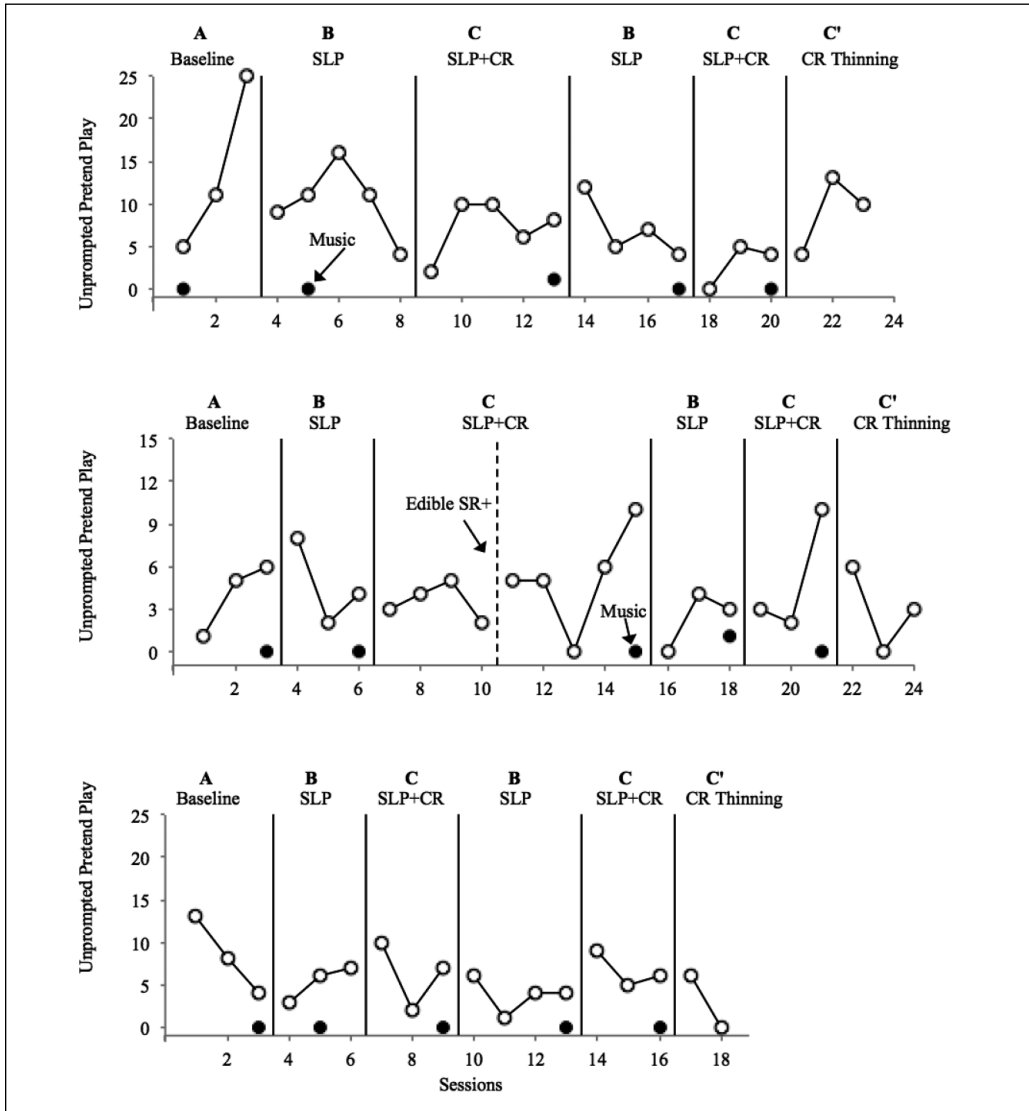 A B C B C C'
Baseline SLP SLP+CR SLP SLP+CR CR Thinning
Unprompted Pretend Play
25
20
15
10
5
0
Music
2 4 6 8 10 12 14 16 18 20 22 24
A B C B C C'
Baseline SLP SLP+CR SLP SLP+CR CR Thinning
Unprompted Pretend Play
15
12
9
6
3
0
Edible SR+
Music
2 4 6 8 10 12 14 16 18 20 22 24
A B C B C C'
Baseline SLP SLP+CR SLP SLP+CR CR Thinning
Unprompted Pretend Play
25
20
15
10
5
0
2 4 6 8 10 12 14 16 18
Sessions